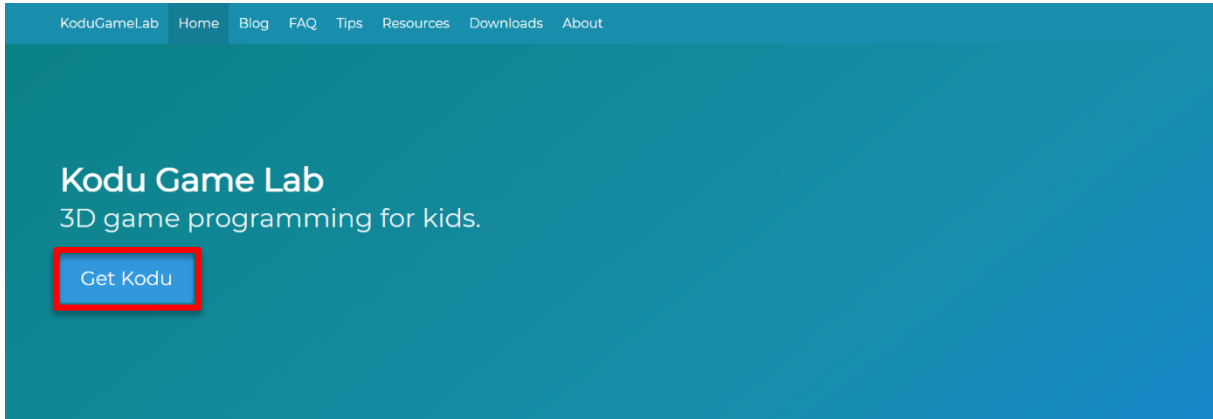 KoduGameLab Home Blog FAQ Tips Resources Downloads About
Kodu Game Lab
3D game programming for kids.
Get Kodu